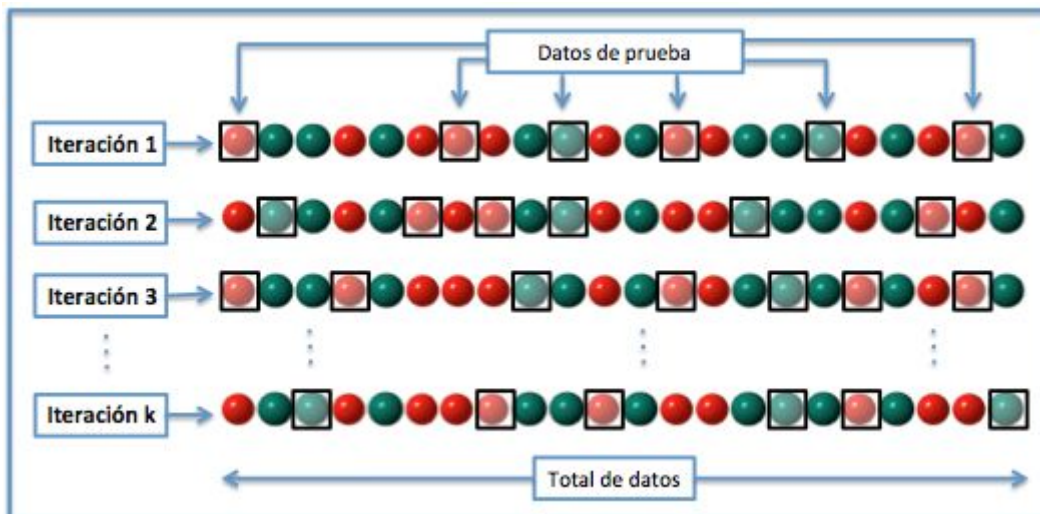 Datos de prueba
Iteración 1
Iteración 2
Iteración 3
Iteración k
Total de datos